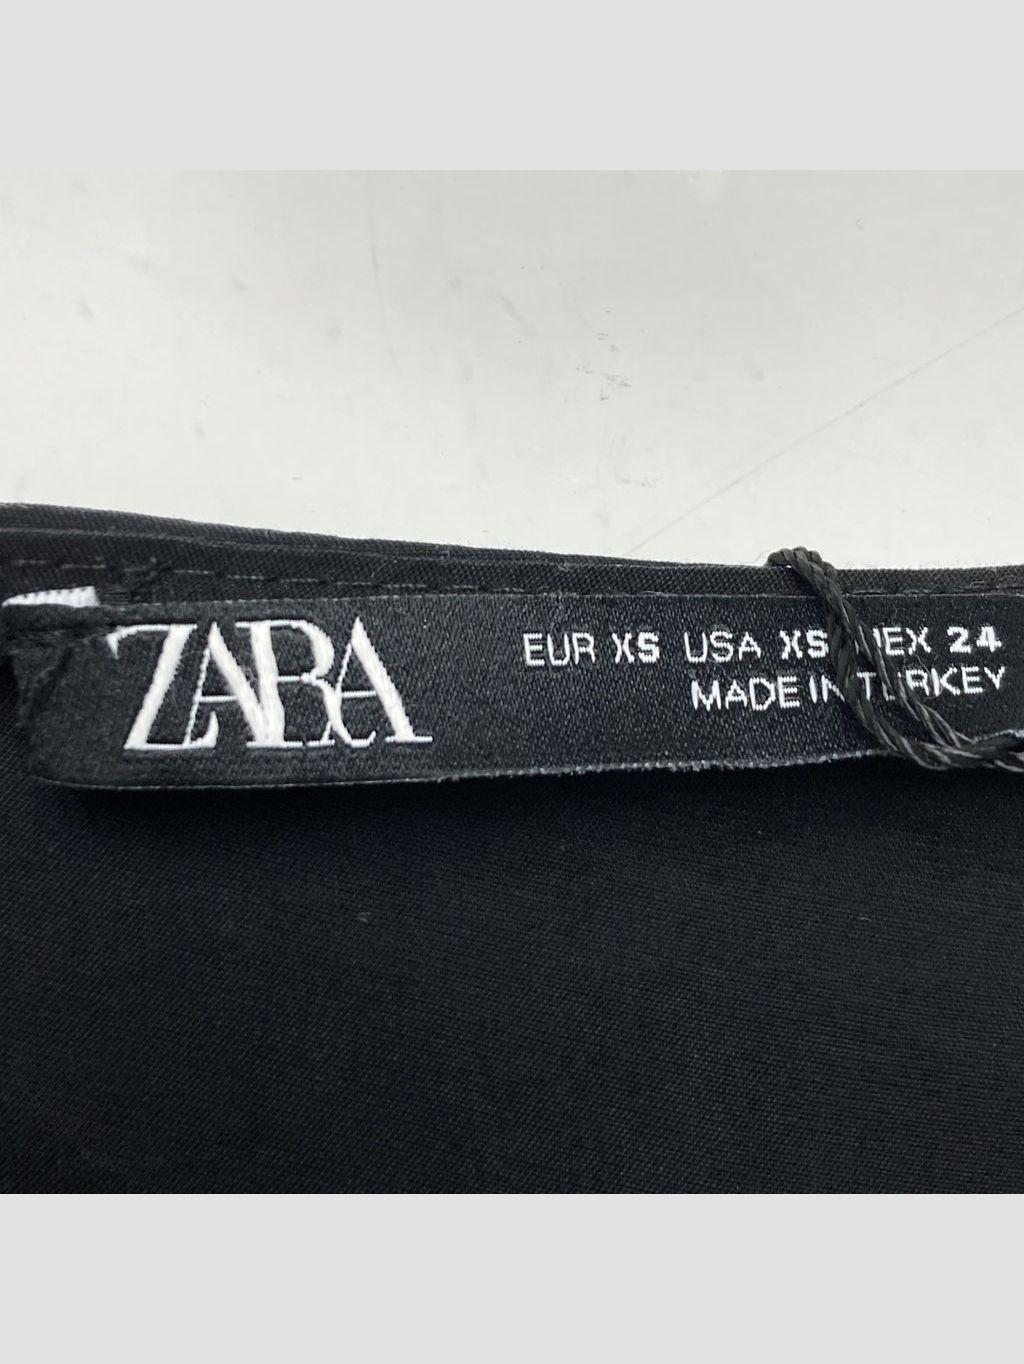 ZARA
EUR XS USA XS MEX 24
MADE IN TURKEY